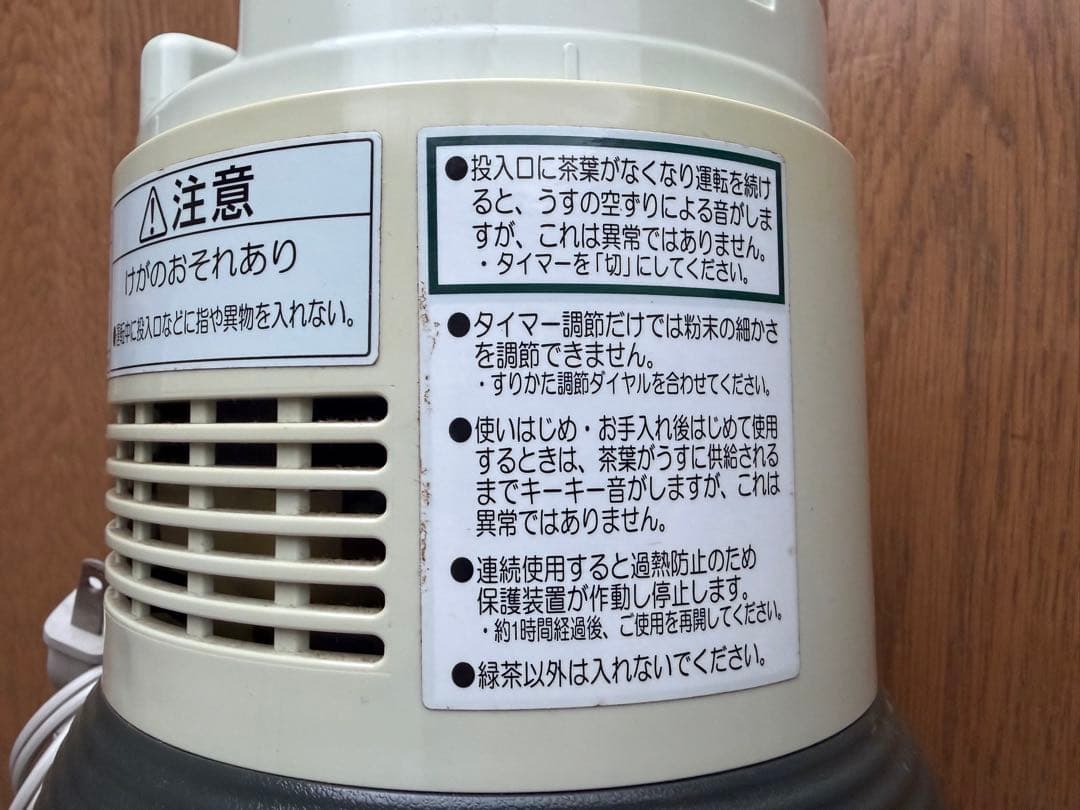 注意
けがのおそれあり
●運転中に投入口などに指や異物を入れない。
●投入口に茶葉がなくなり運転を続け
ると、うすの空ずりによる音がしま
すが、これは異常ではありません。
・タイマーを「切」にしてください。
●タイマー調節だけでは粉末の細かさ
を調節できません。
・すりかた調節ダイヤルを合わせてください。
●使いはじめ・お手入れ後はじめて使用
するときは、茶葉がうすに供給される
までキーキー音がしますが、これは
異常ではありません。
●連続使用すると過熱防止のため
保護装置が作動し停止します。
・約1時間経過後、ご使用を再開してください。
●緑茶以外は入れないでください。